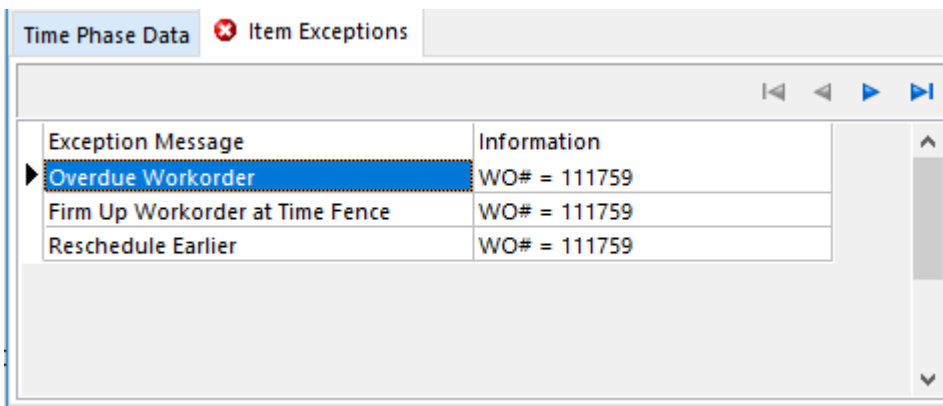 Time Phase Data Item Exceptions
Exception Message Information
Overdue Workorder WO# = 111759
Firm Up Workorder at Time Fence WO# = 111759
Reschedule Earlier WO# = 111759